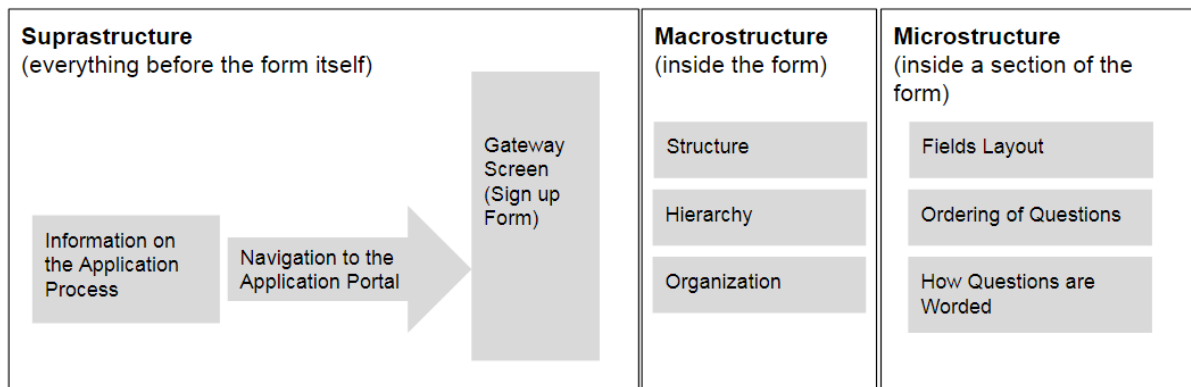 Suprastructure
(everything before the form itself)
Information on
the Application
Process
Navigation to the
Application Portal
Gateway
Screen
(Sign up
Form)
Macrostructure
(inside the form)
Structure
Hierarchy
Organization
Microstructure
(inside a section of the
form)
Fields Layout
Ordering of Questions
How Questions are
Worded